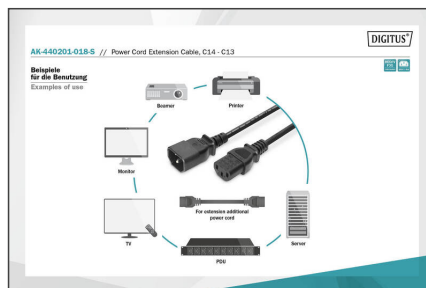 DIGITUS®
AK-440201-018-S // Power Cord Extension Cable, C14 - C13
Beispiele
für die Benutzung
Examples of use
Beamer
Printer
Monitor
For extension additional
power cord
TV
Server
PDU